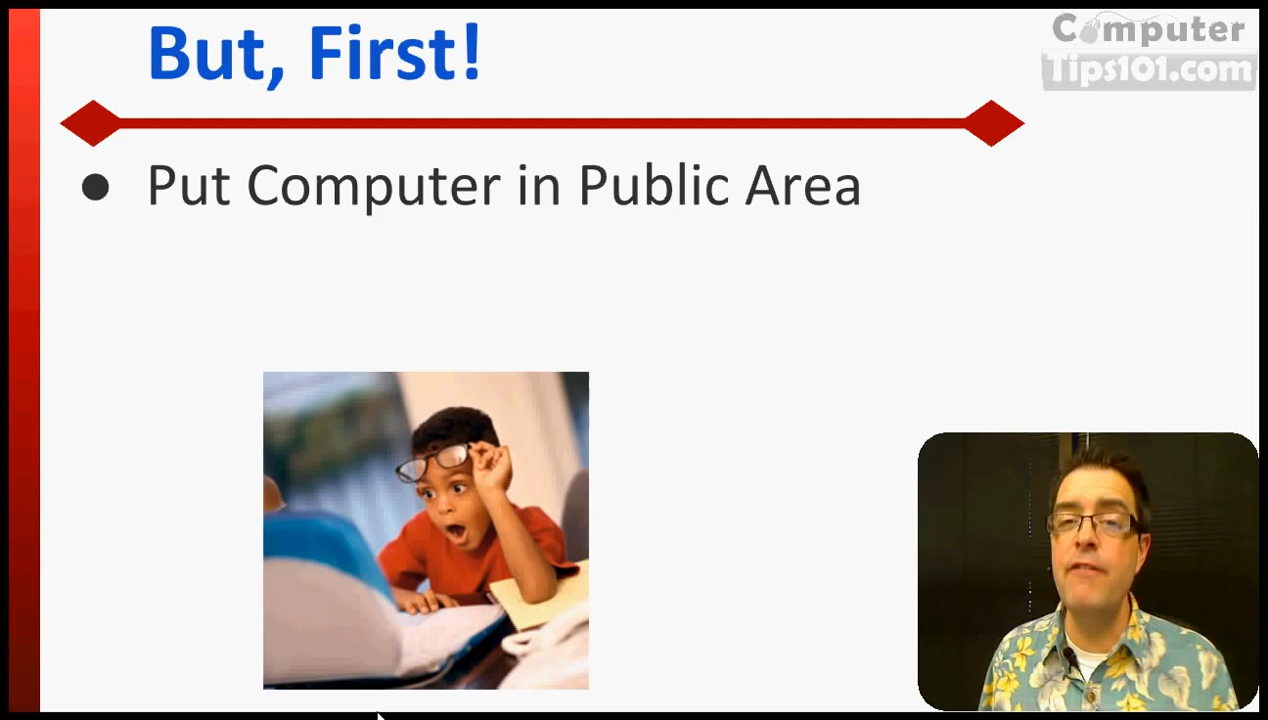 But, First!
Computer
Tips101.com
● Put Computer in Public Area